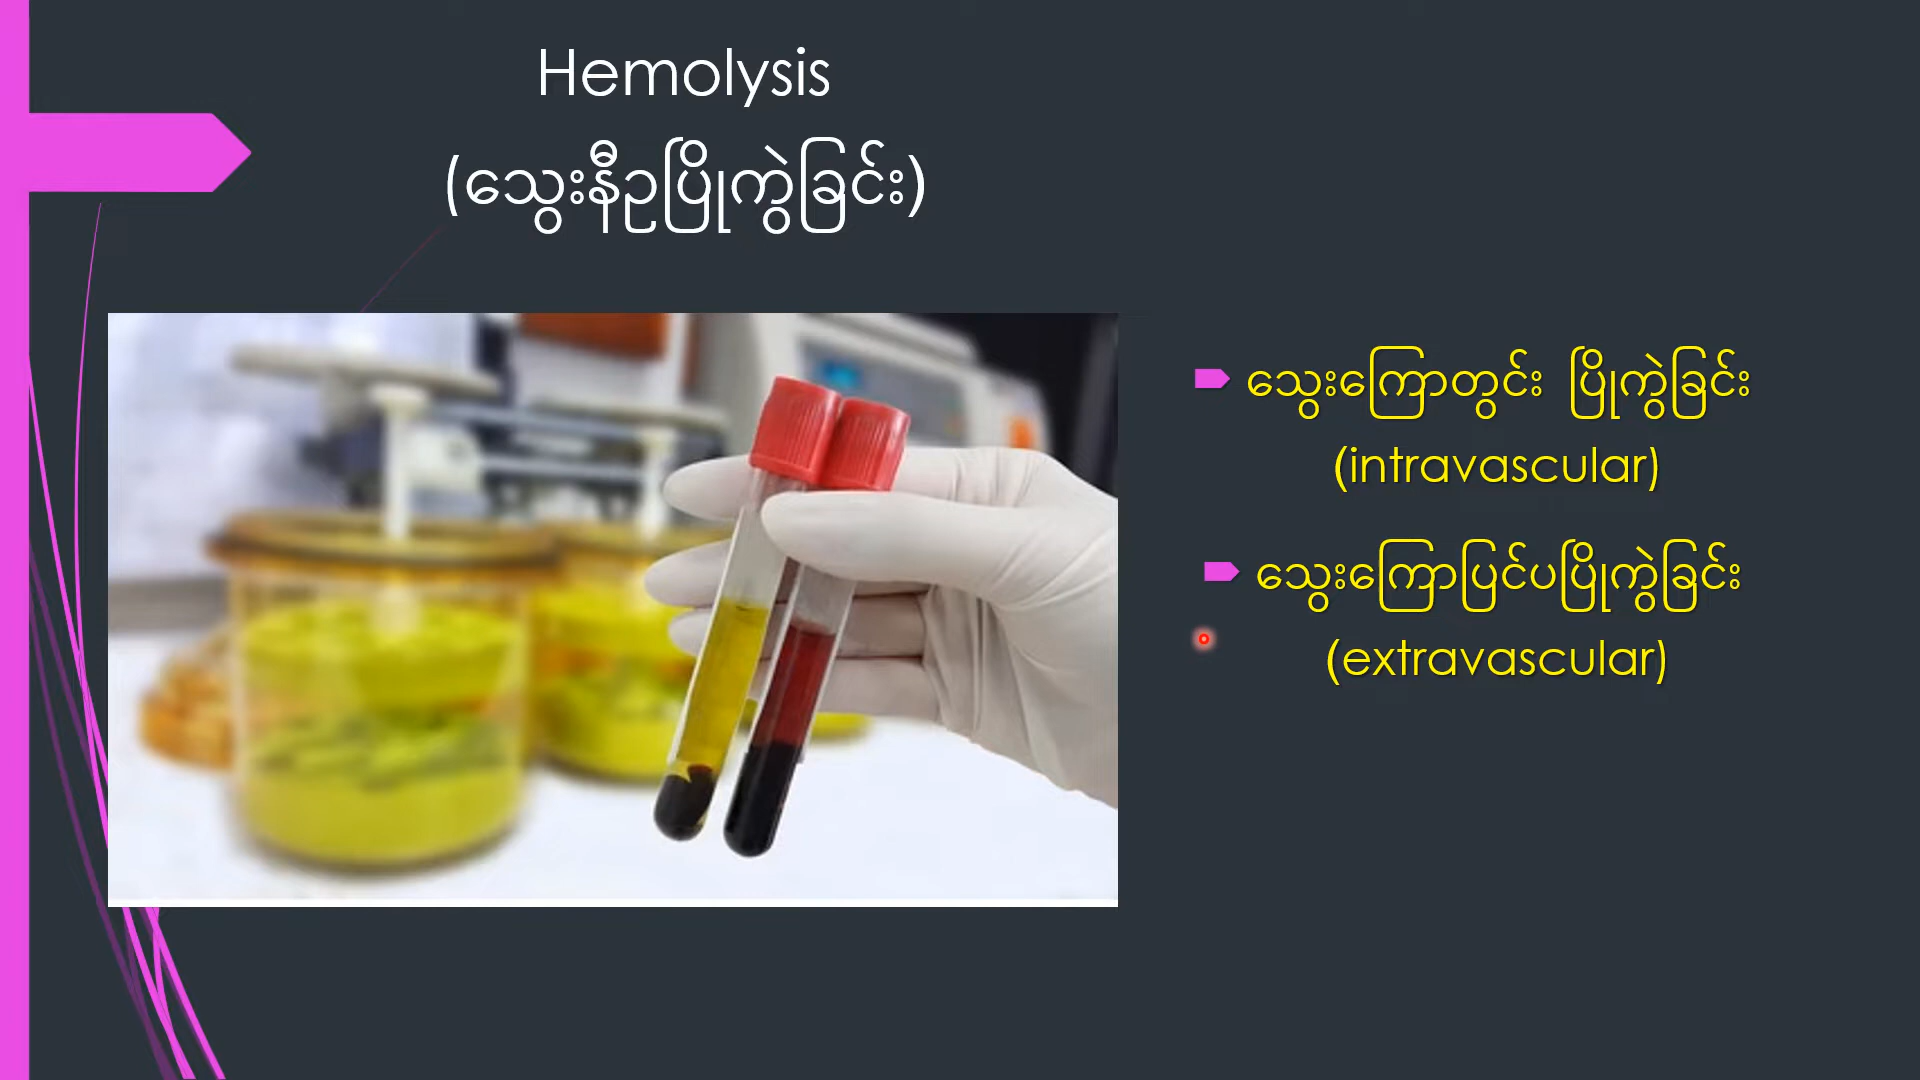 Hemolysis
(သွေးနီဥပြိုကွဲခြင်း)
သွေးကြောတွင်း ပြိုကွဲခြင်း
(intravascular)
သွေးကြောပြင်ပပြိုကွဲခြင်း
(extravascular)